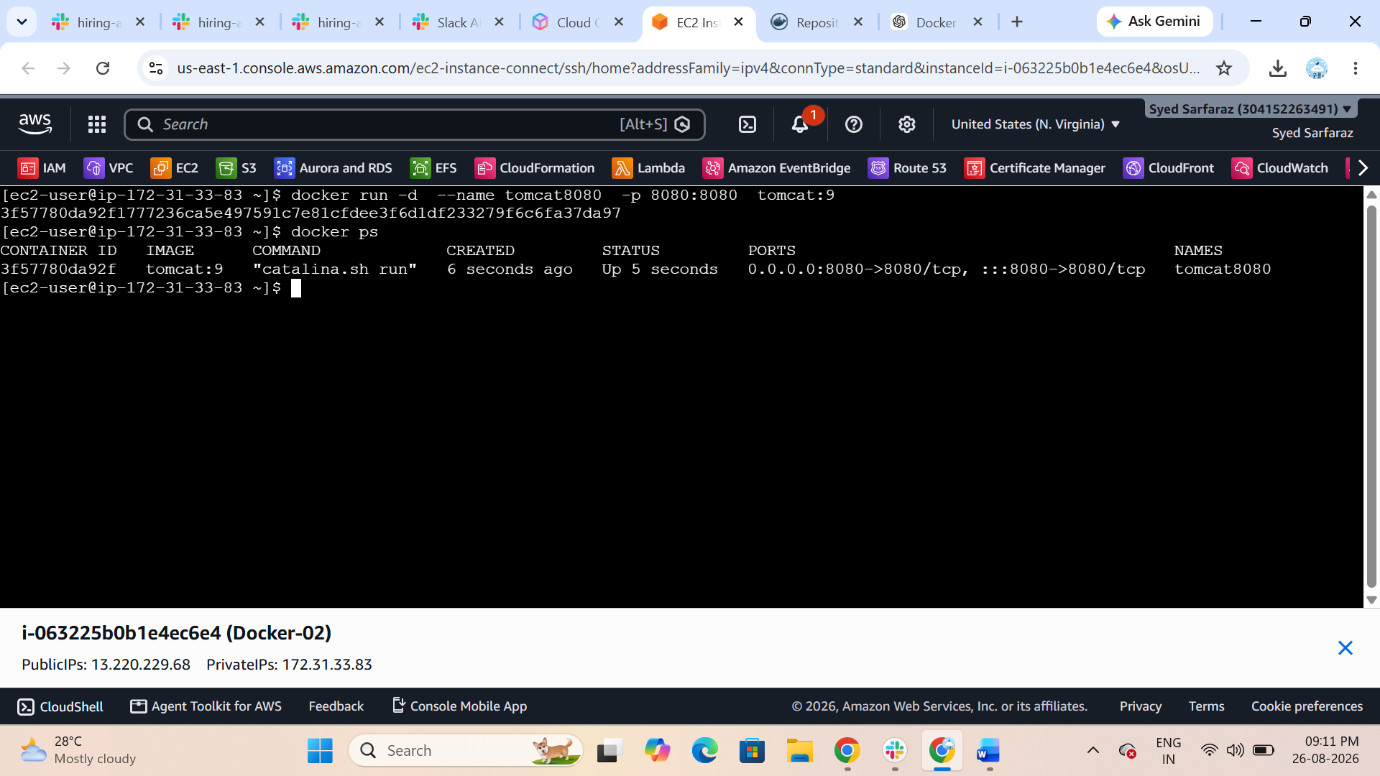 hiring-a
hiring-a
hiring-a
Slack A
Cloud
EC2 Ins
Reposit
Docker
Ask Gemini
us-east-1.console.aws.amazon.com/ec2-instance-connect/ssh/home?addressFamily=ipv4&connType=standard&instanceId=i-063225b0b1e4ec6e4&osU...
aws
Search
[Alt+S]
1
United States (N. Virginia)
Syed Sarfaraz (304152263491)
Syed Sarfaraz
IAM
VPC
EC2
S3
Aurora and RDS
EFS
CloudFormation
Lambda
Amazon EventBridge
Route 53
Certificate Manager
CloudFront
CloudWatch
[ec2-user@ip-172-31-33-83 ~]$ docker run -d  --name tomcat8080  -p 8080:8080  tomcat:9
3f57780da92f1777236ca5e497591c7e81cfdee3f6d1df233279f6c6fa37da97
[ec2-user@ip-172-31-33-83 ~]$ docker ps
CONTAINER ID   IMAGE      COMMAND             CREATED         STATUS         PORTS                                       NAMES
3f57780da92f   tomcat:9   "catalina.sh run"   6 seconds ago   Up 5 seconds   0.0.0.0:8080->8080/tcp, :::8080->8080/tcp   tomcat8080
[ec2-user@ip-172-31-33-83 ~]$
i-063225b0b1e4ec6e4 (Docker-02)
PublicIPs: 13.220.229.68 PrivateIPs: 172.31.33.83
CloudShell
Agent Toolkit for AWS
Feedback
Console Mobile App
© 2026, Amazon Web Services, Inc. or its affiliates.
Privacy
Terms
Cookie preferences
28°C
Mostly cloudy
Search
ENG
IN
09:11 PM
26-08-2026